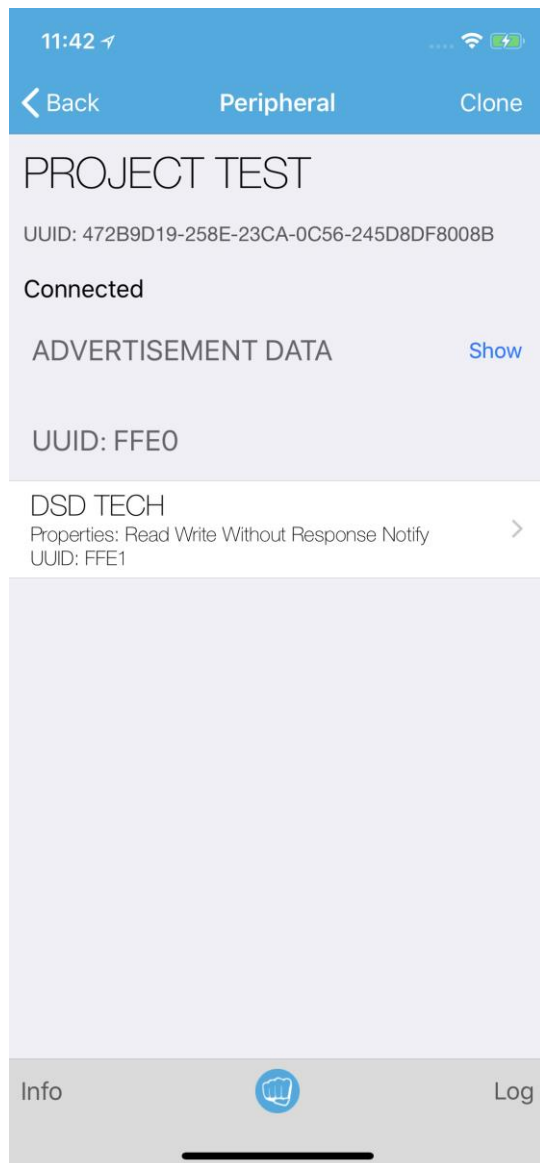 11:42
Back Peripheral Clone
PROJECT TEST
UUID: 472B9D19-258E-23CA-0C56-245D8DF8008B
Connected
ADVERTISEMENT DATA Show
UUID: FFE0
DSD TECH
Properties: Read Write Without Response Notify
UUID: FFE1
Info Log